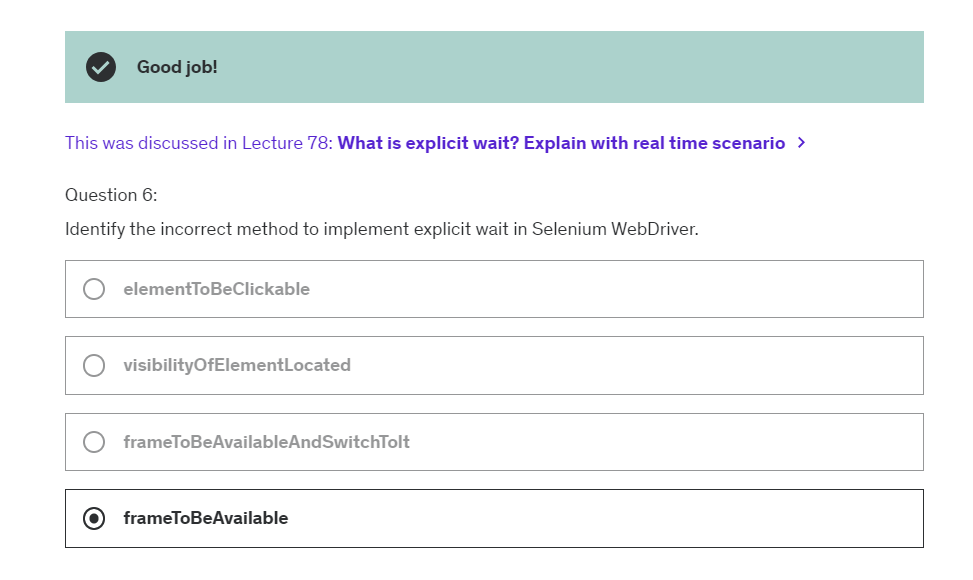 Good job!
This was discussed in Lecture 78: What is explicit wait? Explain with real time scenario >
Question 6:
Identify the incorrect method to implement explicit wait in Selenium WebDriver.
elementToBeClickable
visibilityOfElementLocated
frameToBeAvailableAndSwitchToIt
frameToBeAvailable